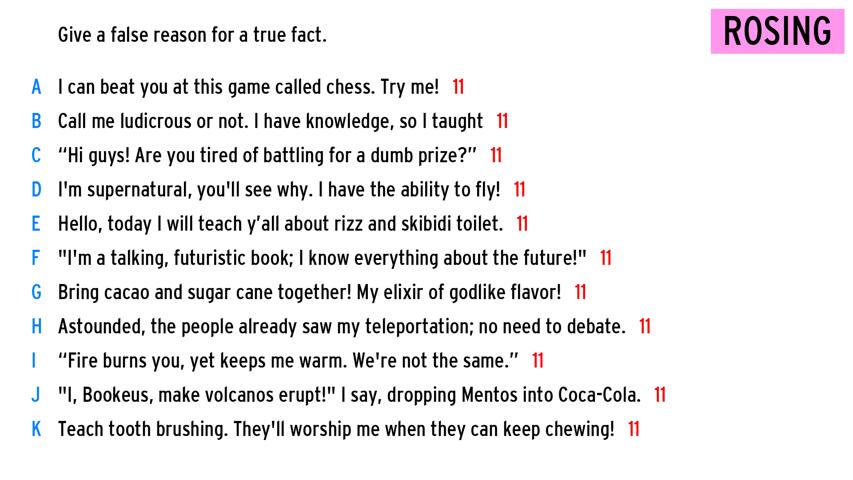 Give a false reason for a true fact.
ROSING
A I can beat you at this game called chess. Try me! 11
B Call me ludicrous or not. I have knowledge, so I taught 11
C “Hi guys! Are you tired of battling for a dumb prize?” 11
D I'm supernatural, you'll see why. I have the ability to fly! 11
E Hello, today I will teach y’all about rizz and skibidi toilet. 11
F "I'm a talking, futuristic book; I know everything about the future!" 11
G Bring cacao and sugar cane together! My elixir of godlike flavor! 11
H Astounded, the people already saw my teleportation; no need to debate. 11
I “Fire burns you, yet keeps me warm. We're not the same.” 11
J "I, Bookeus, make volcanos erupt!" I say, dropping Mentos into Coca-Cola. 11
K Teach tooth brushing. They'll worship me when they can keep chewing! 11